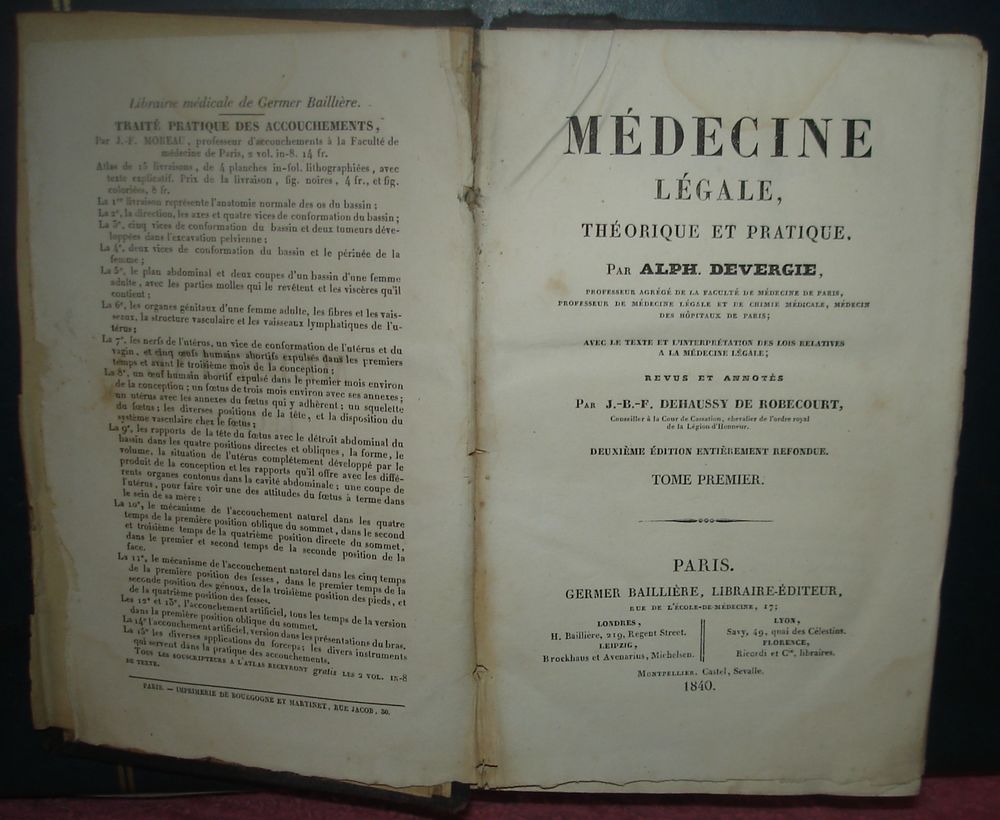 Librairie médicale de Germer Baillière.
TRAITÉ PRATIQUE DES ACCOUCHEMENTS,
Par J.-F. MOREAU, professeur d'accouchements à la Faculté de
médecine de Paris, 2 vol. in-8. 14 fr.
Atlas de 15 livraisons, de 4 planches in-fol. lithographiées, avec
texte explicatif. Prix de la livraison, fig. noires, 4 fr., et fig.
coloriées, 8 fr.
La 1re livraison représente l'anatomie normale des os du bassin;
La 2e, la direction, les axes et quatre vices de conformation du bassin;
La 3e, cinq vices de conformation du bassin et deux tumeurs déve-
loppées dans l'excavation pelvienne;
La 4e, deux vices de conformation du bassin et le périnée de la
femme;
La 5e, le plan abdominal et deux coupes d'un bassin d'une femme
adulte, avec les parties molles qui le revêtent et les viscères qu'il
contient;
La 6e, les organes génitaux d'une femme adulte, les fibres et les vais-
seaux, la structure vasculaire et les vaisseaux lymphatiques de l'u-
térus;
La 7e, les nerfs de l'utérus, un vice de conformation de l'utérus et du
vagin, et cinq œufs humains abortifs expulsés dans les premiers
temps et avant le troisième mois de la conception;
La 8e, un œuf humain abortif expulsé dans le premier mois environ
de la conception; un fœtus de trois mois environ avec ses annexes;
un utérus avec les annexes du fœtus qui y adhèrent; un squelette
du fœtus; les diverses positions de la tête, et la disposition du
système vasculaire chez le fœtus;
La 9e, les rapports de la tête du fœtus avec le détroit abdominal du
bassin dans les quatre positions directes et obliques, la forme, le
volume, la situation de l'utérus complètement développé par le
produit de la conception et les rapports qu'il offre avec les diffé-
rents organes contenus dans la cavité abdominale; une coupe de
l'utérus, pour faire voir une des attitudes du fœtus à terme dans
le sein de sa mère;
La 10e, le mécanisme de l'accouchement naturel dans les quatre
temps de la première position oblique du sommet, dans le second
et troisième temps de la quatrième position directe du sommet,
dans le premier et second temps de la seconde position de la
face.
La 11e, le mécanisme de l'accouchement naturel dans les cinq temps
de la première position des fesses, dans le premier temps de la
seconde position des génoux, de la troisième position des pieds, et
de la quatrième position des fesses.
Les 12e et 13e, l'accouchement artificiel, tous les temps de la version
dans la première position oblique du sommet.
La 14e l'accouchement artificiel, version dans les présentations du bras.
La 15e les diverses applications du forceps; les divers instruments
qui servent dans la pratique des accouchements.
TOUS LES SOUSCRIPTEURS A L'ATLAS RECEVRONT gratis LES 2 VOL. IN-8
DE TEXTE.
PARIS. — IMPRIMERIE DE BOURGOGNE ET MARTINET, RUE JACOB, 30.
MÉDECINE
LÉGALE,
THÉORIQUE ET PRATIQUE,
PAR ALPH. DEVERGIE,
PROFESSEUR AGRÉGÉ DE LA FACULTÉ DE MÉDECINE DE PARIS,
PROFESSEUR DE MÉDECINE LÉGALE ET DE CHIMIE MÉDICALE, MÉDECIN
DES HÔPITAUX DE PARIS;
AVEC LE TEXTE ET L'INTERPRÉTATION DES LOIS RELATIVES
A LA MÉDECINE LÉGALE;
REVUS ET ANNOTÉS
PAR J.-B.-F. DEHAUSSY DE ROBECOURT,
Conseiller à la Cour de Cassation, chevalier de l'ordre royal
de la Légion d'Honneur.
DEUXIÈME ÉDITION ENTIÈREMENT REFONDUE.
TOME PREMIER.
PARIS.
GERMER BAILLIÈRE, LIBRAIRE-ÉDITEUR,
RUE DE L'ÉCOLE-DE-MÉDECINE, 17;
LONDRES,
H. Baillière, 219, Regent Street.
LEIPZIG,
Brockhaus et Avenarius, Michelsen.
LYON,
Savy, 49, quai des Célestins.
FLORENCE,
Ricordi et Cie, libraires.
MONTPELLIER, Castel, Sevalle.
1840.